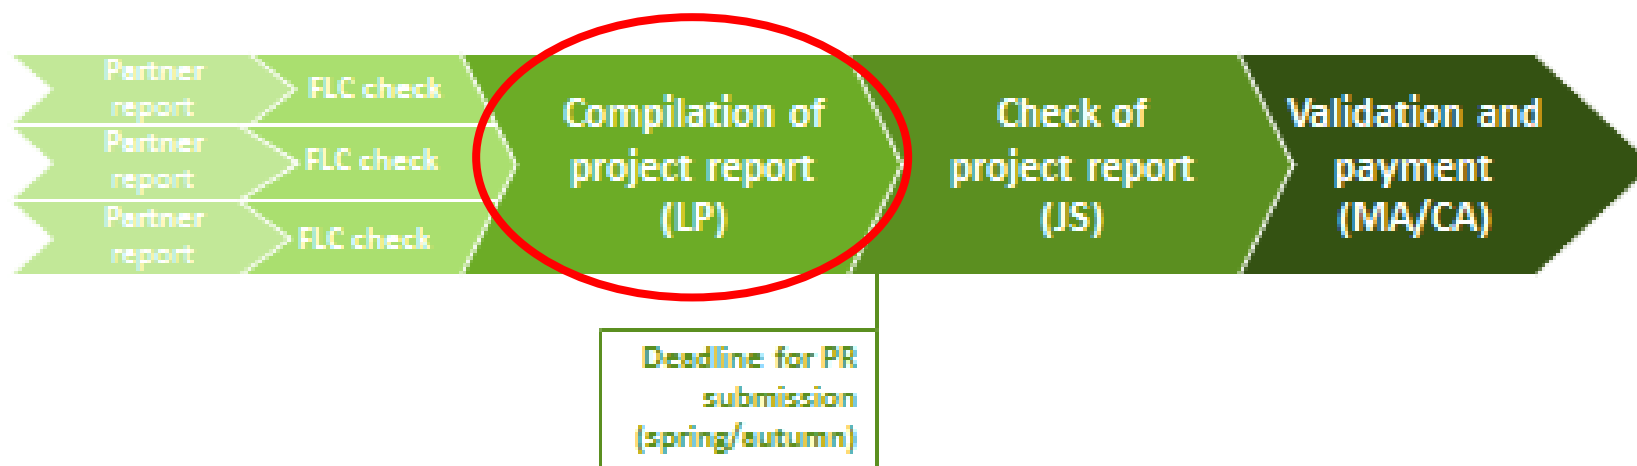 Partner
report
FLC check
Partner
report
FLC check
Partner
report
FLC check
Compilation of
project report
(LP)
Check of
project report
(JS)
Validation and
payment
(MA/CA)
Deadline for PR
submission
(spring/autumn)